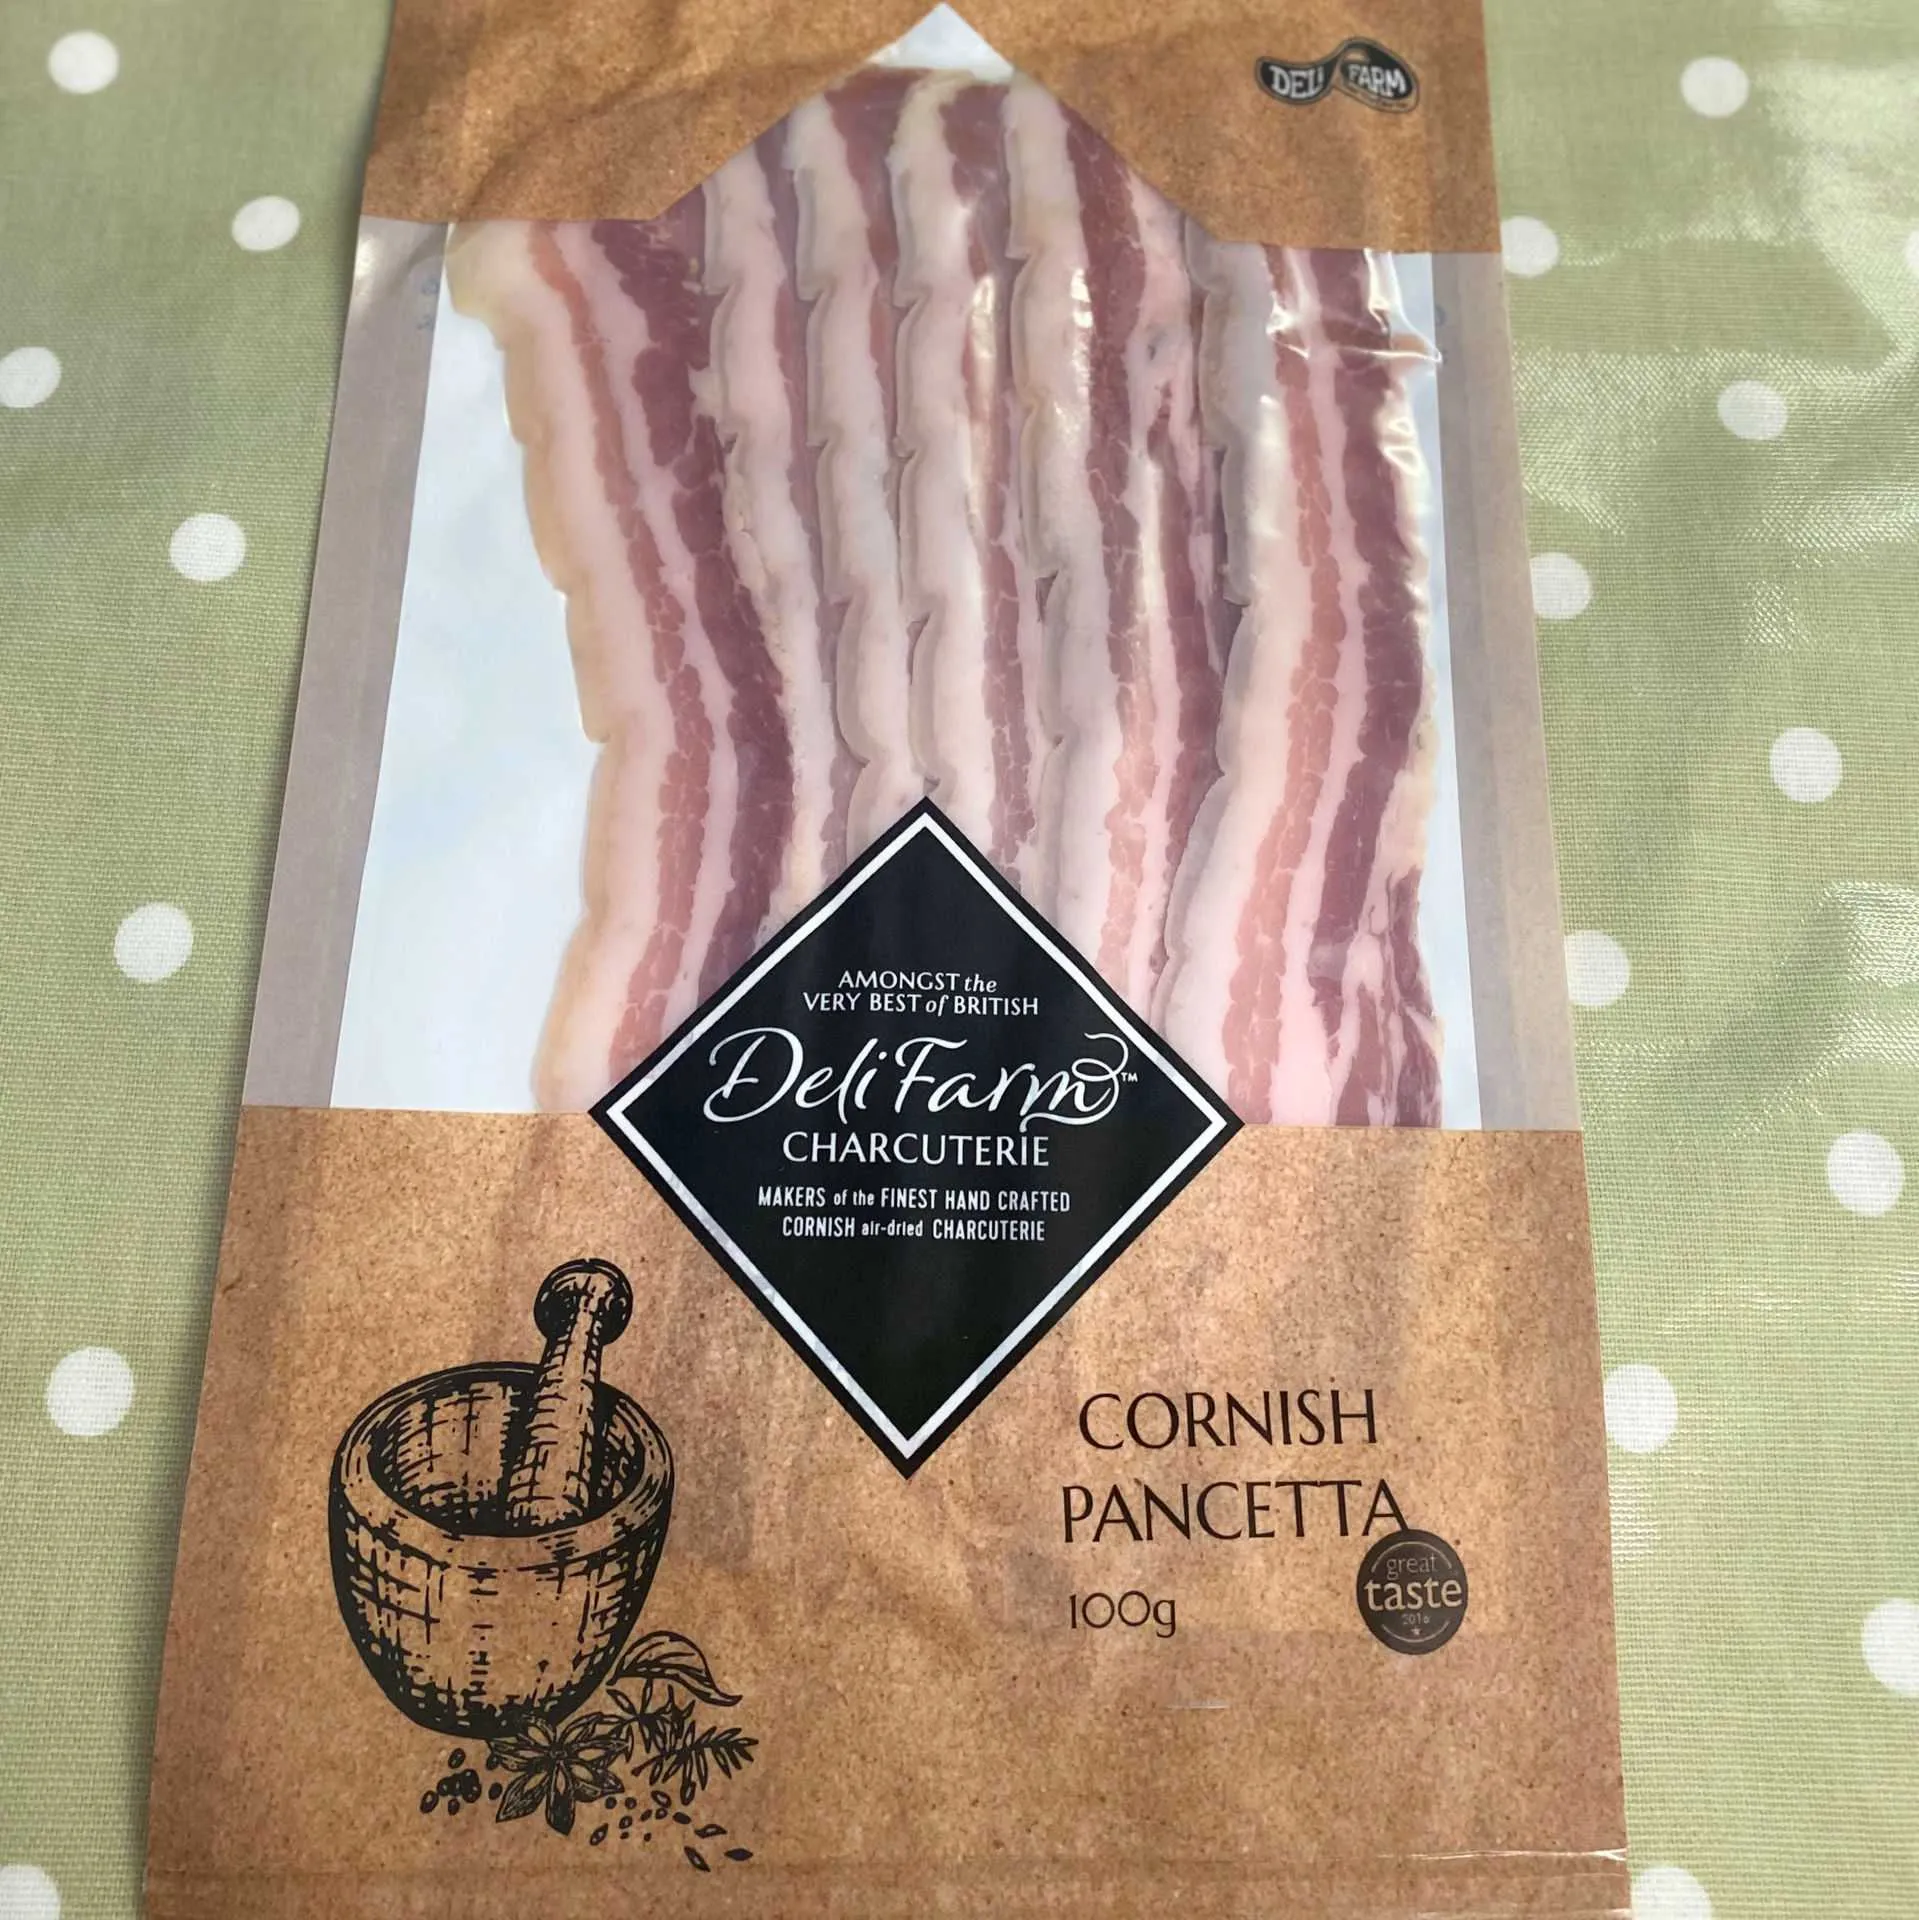 DELI FARM
AMONGST the
VERY BEST of BRITISH
Deli Farm™
CHARCUTERIE
MAKERS of the FINEST HAND CRAFTED
CORNISH air-dried CHARCUTERIE
CORNISH
PANCETTA
100g
great
taste
2016